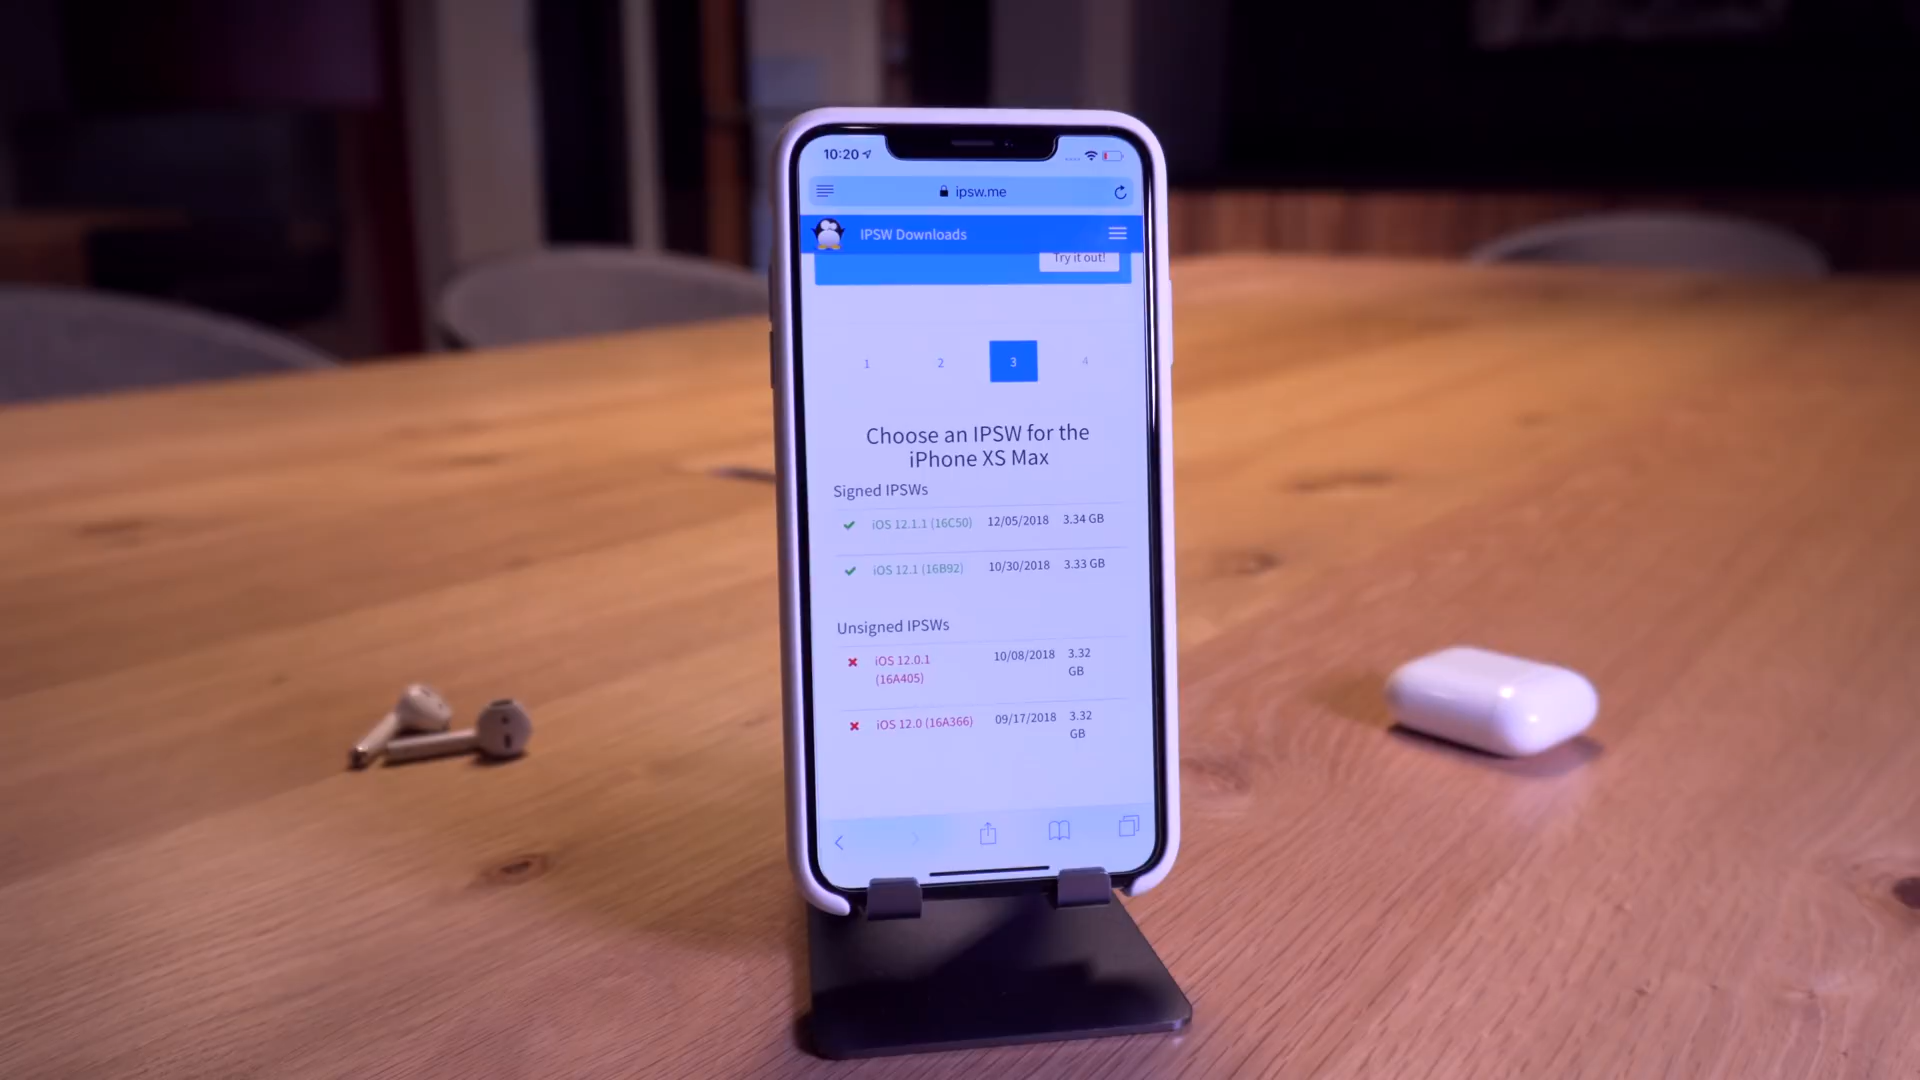 10:20
ipsw.me
IPSW Downloads
Try it out!
1 2 3 4
Choose an IPSW for the
iPhone XS Max
Signed IPSWs
iOS 12.1.1 (16C50) 12/05/2018 3.34 GB
iOS 12.1 (16B92) 10/30/2018 3.33 GB
Unsigned IPSWs
iOS 12.0.1 10/08/2018 3.32
(16A405) GB
iOS 12.0 (16A366) 09/17/2018 3.32
GB